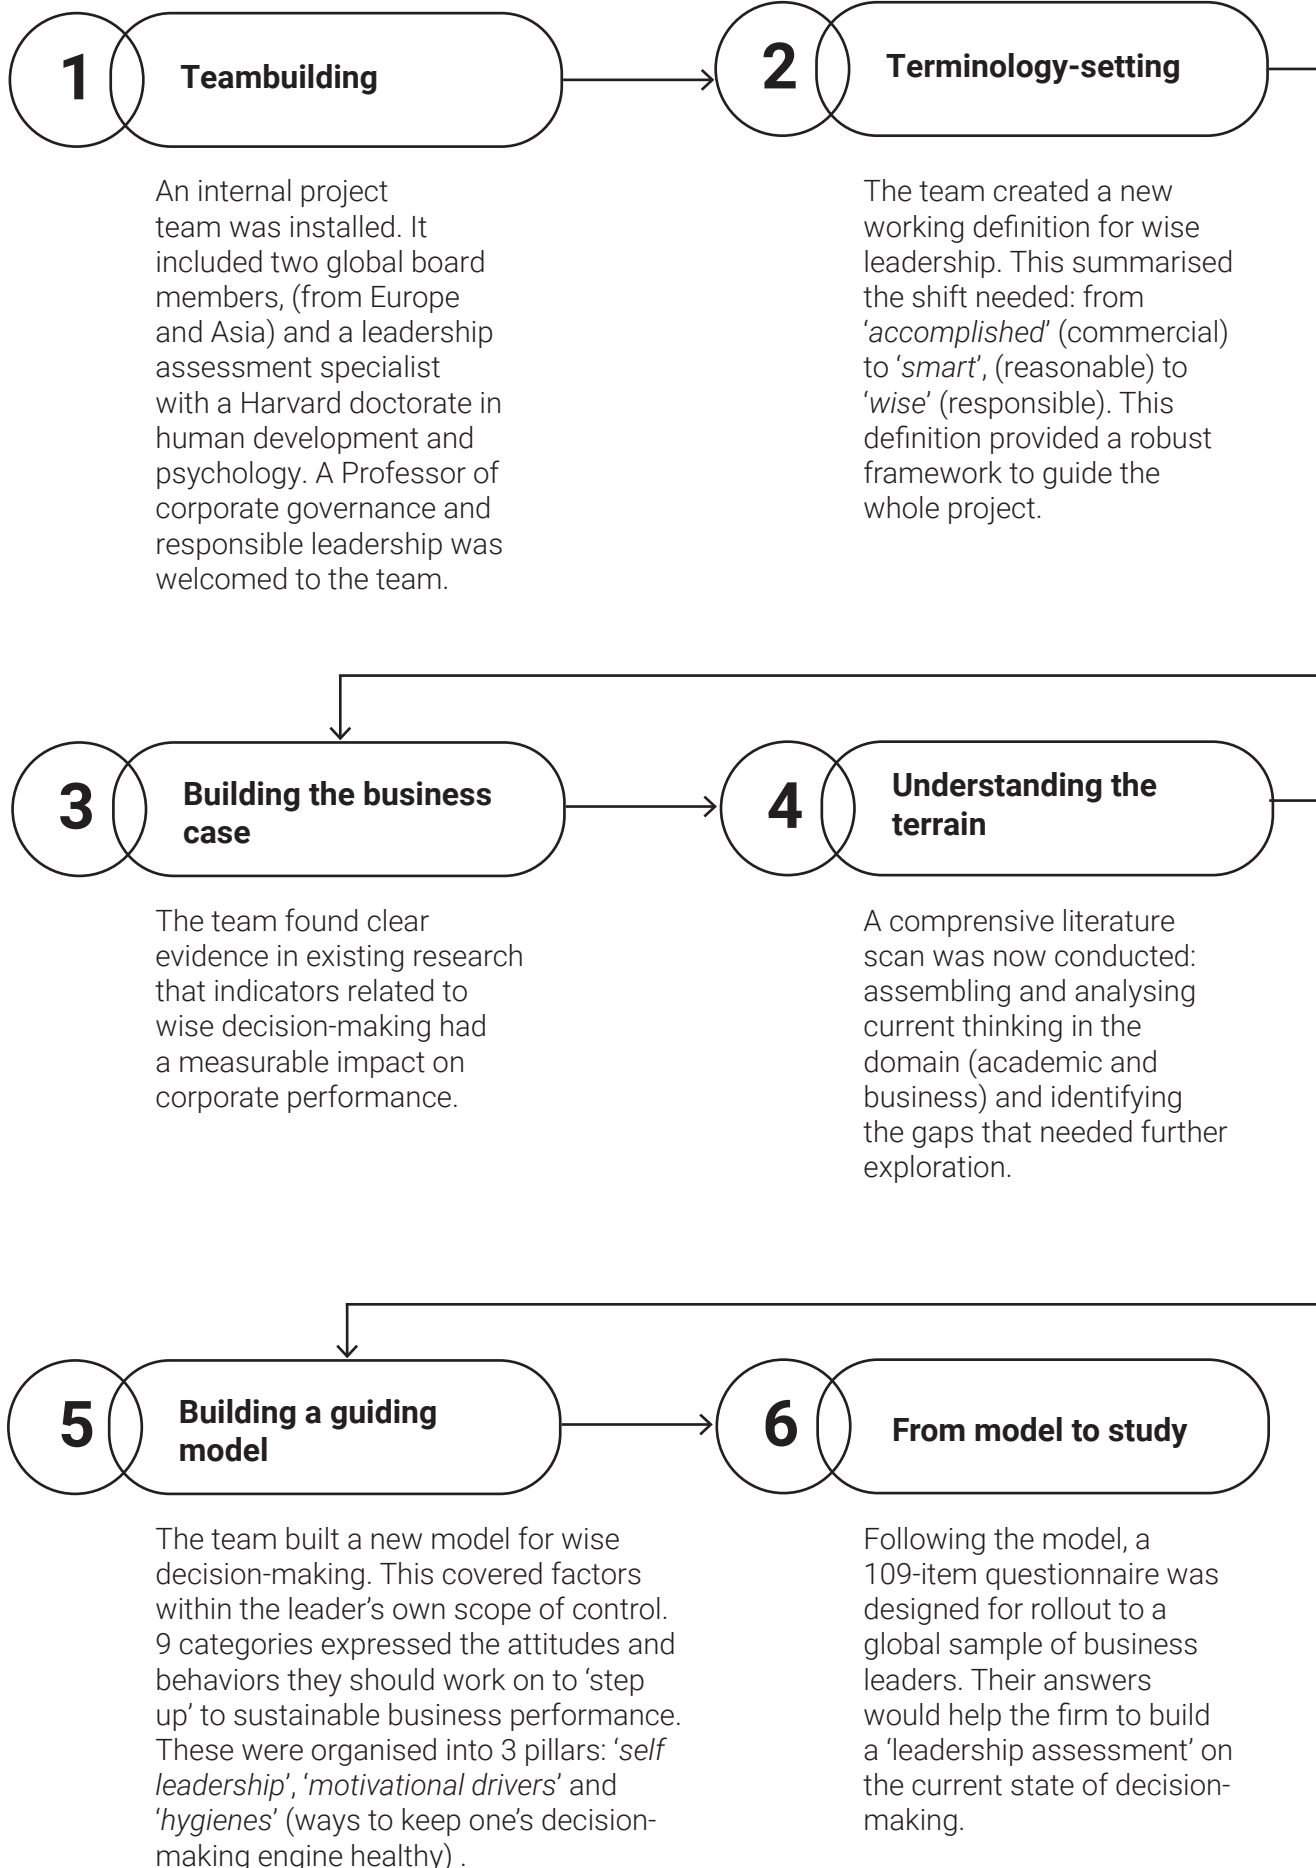 1
Teambuilding
An internal project
team was installed. It
included two global board
members, (from Europe
and Asia) and a leadership
assessment specialist
with a Harvard doctorate in
human development and
psychology. A Professor of
corporate governance and
responsible leadership was
welcomed to the team.
2
Terminology-setting
The team created a new
working definition for wise
leadership. This summarised
the shift needed: from
‘accomplished’ (commercial)
to ‘smart’, (reasonable) to
‘wise’ (responsible). This
definition provided a robust
framework to guide the
whole project.
3
Building the business
case
The team found clear
evidence in existing research
that indicators related to
wise decision-making had
a measurable impact on
corporate performance.
4
Understanding the
terrain
A comprensive literature
scan was now conducted:
assembling and analysing
current thinking in the
domain (academic and
business) and identifying
the gaps that needed further
exploration.
5
Building a guiding
model
The team built a new model for wise
decision-making. This covered factors
within the leader’s own scope of control.
9 categories expressed the attitudes and
behaviors they should work on to ‘step
up’ to sustainable business performance.
These were organised into 3 pillars: ‘self
leadership’, ‘motivational drivers’ and
‘hygienes’ (ways to keep one’s decision-
making engine healthy) .
6
From model to study
Following the model, a
109-item questionnaire was
designed for rollout to a
global sample of business
leaders. Their answers
would help the firm to build
a ‘leadership assessment’ on
the current state of decision-
making.